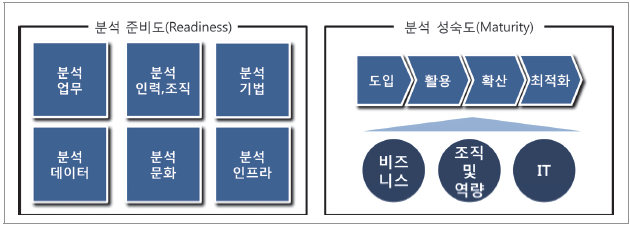 분석 준비도(Readiness)
분석
업무
분석
인력,조직
분석
기법
분석
데이터
분석
문화
분석
인프라
분석 성숙도(Maturity)
도입
활용
확산
최적화
비즈
니스
조직
및
역량
IT